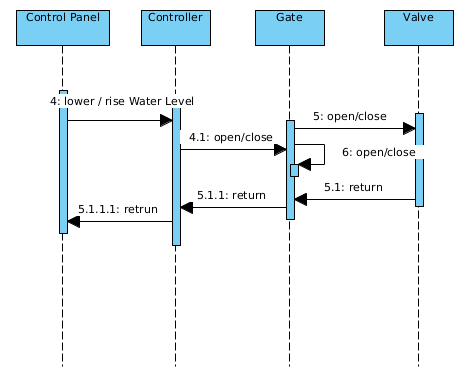 Control Panel
Controller
Gate
Valve
4: lower / rise Water Level
5: open/close
4.1: open/close
6: open/close
5.1: return
5.1.1: return
5.1.1.1: retrun